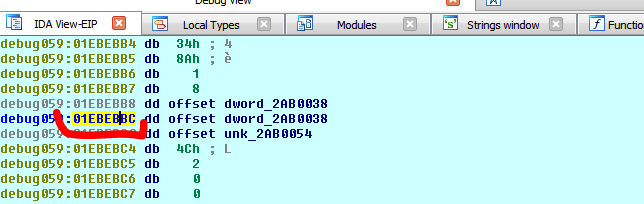 Debug View
IDA View-EIP Local Types Modules Strings window Function
debug059:01EBEBB4 db 34h ; 4
debug059:01EBEBB5 db 8Ah ; è
debug059:01EBEBB6 db 1
debug059:01EBEBB7 db 8
debug059:01EBEBB8 dd offset dword_2AB0038
debug059:01EBEBBC dd offset dword_2AB0038
dd offset unk_2AB0054
debug059:01EBEBC4 db 4Ch ; L
debug059:01EBEBC5 db 2
debug059:01EBEBC6 db 0
debug059:01EBEBC7 db 0